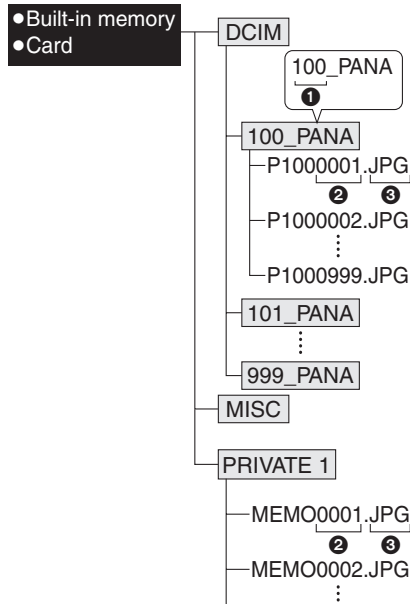 ●Built-in memory
●Card
DCIM
100_PANA
❶
100_PANA
P1000001.JPG
❷ ❸
P1000002.JPG
P1000999.JPG
101_PANA
999_PANA
MISC
PRIVATE 1
MEMO0001.JPG
❷ ❸
MEMO0002.JPG